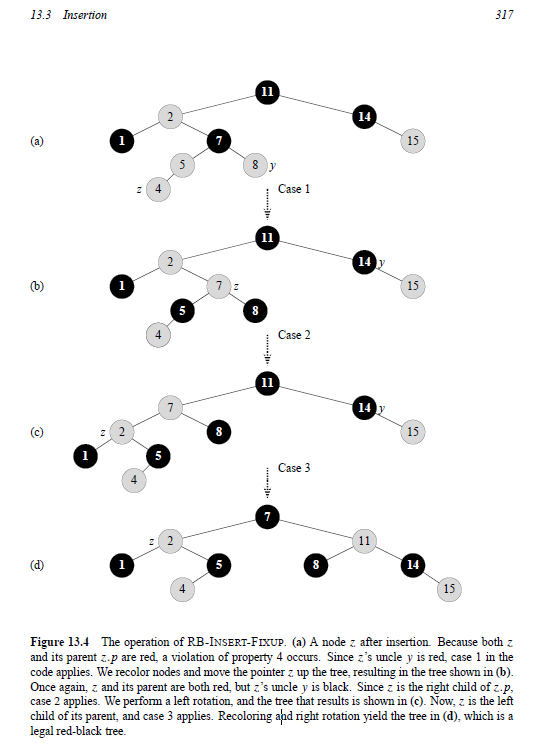 13.3 Insertion 317
11
2 14
(a) 1 7 15
5 8 y
z 4 Case 1
11
2 14 y
(b) 1 7 z 15
5 8
4 Case 2
11
7 14 y
(c) z 2 8 15
1 5
4 Case 3
7
z 2 11
(d) 1 5 8 14
4 15
Figure 13.4 The operation of RB-INSERT-FIXUP. (a) A node z after insertion. Because both z
and its parent z.p are red, a violation of property 4 occurs. Since z’s uncle y is red, case 1 in the
code applies. We recolor nodes and move the pointer z up the tree, resulting in the tree shown in (b).
Once again, z and its parent are both red, but z’s uncle y is black. Since z is the right child of z.p,
case 2 applies. We perform a left rotation, and the tree that results is shown in (c). Now, z is the left
child of its parent, and case 3 applies. Recoloring and right rotation yield the tree in (d), which is a
legal red-black tree.